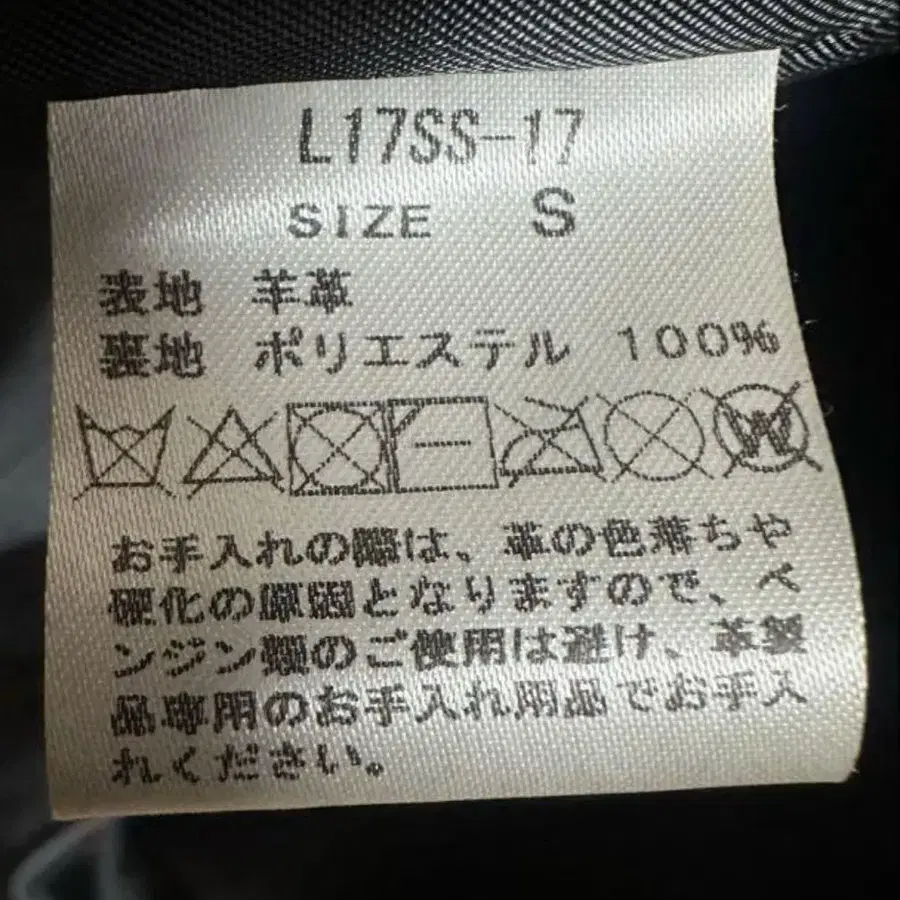 L17SS-17
SIZE S
表地 羊革
裏地 ポリエステル 100%
W
お手入れの際は、革の色落ちや
硬化の原因となりますので、ベ
ンジン類のご使用は避け、革製
品専用のお手入れ用品でお手入
れください。